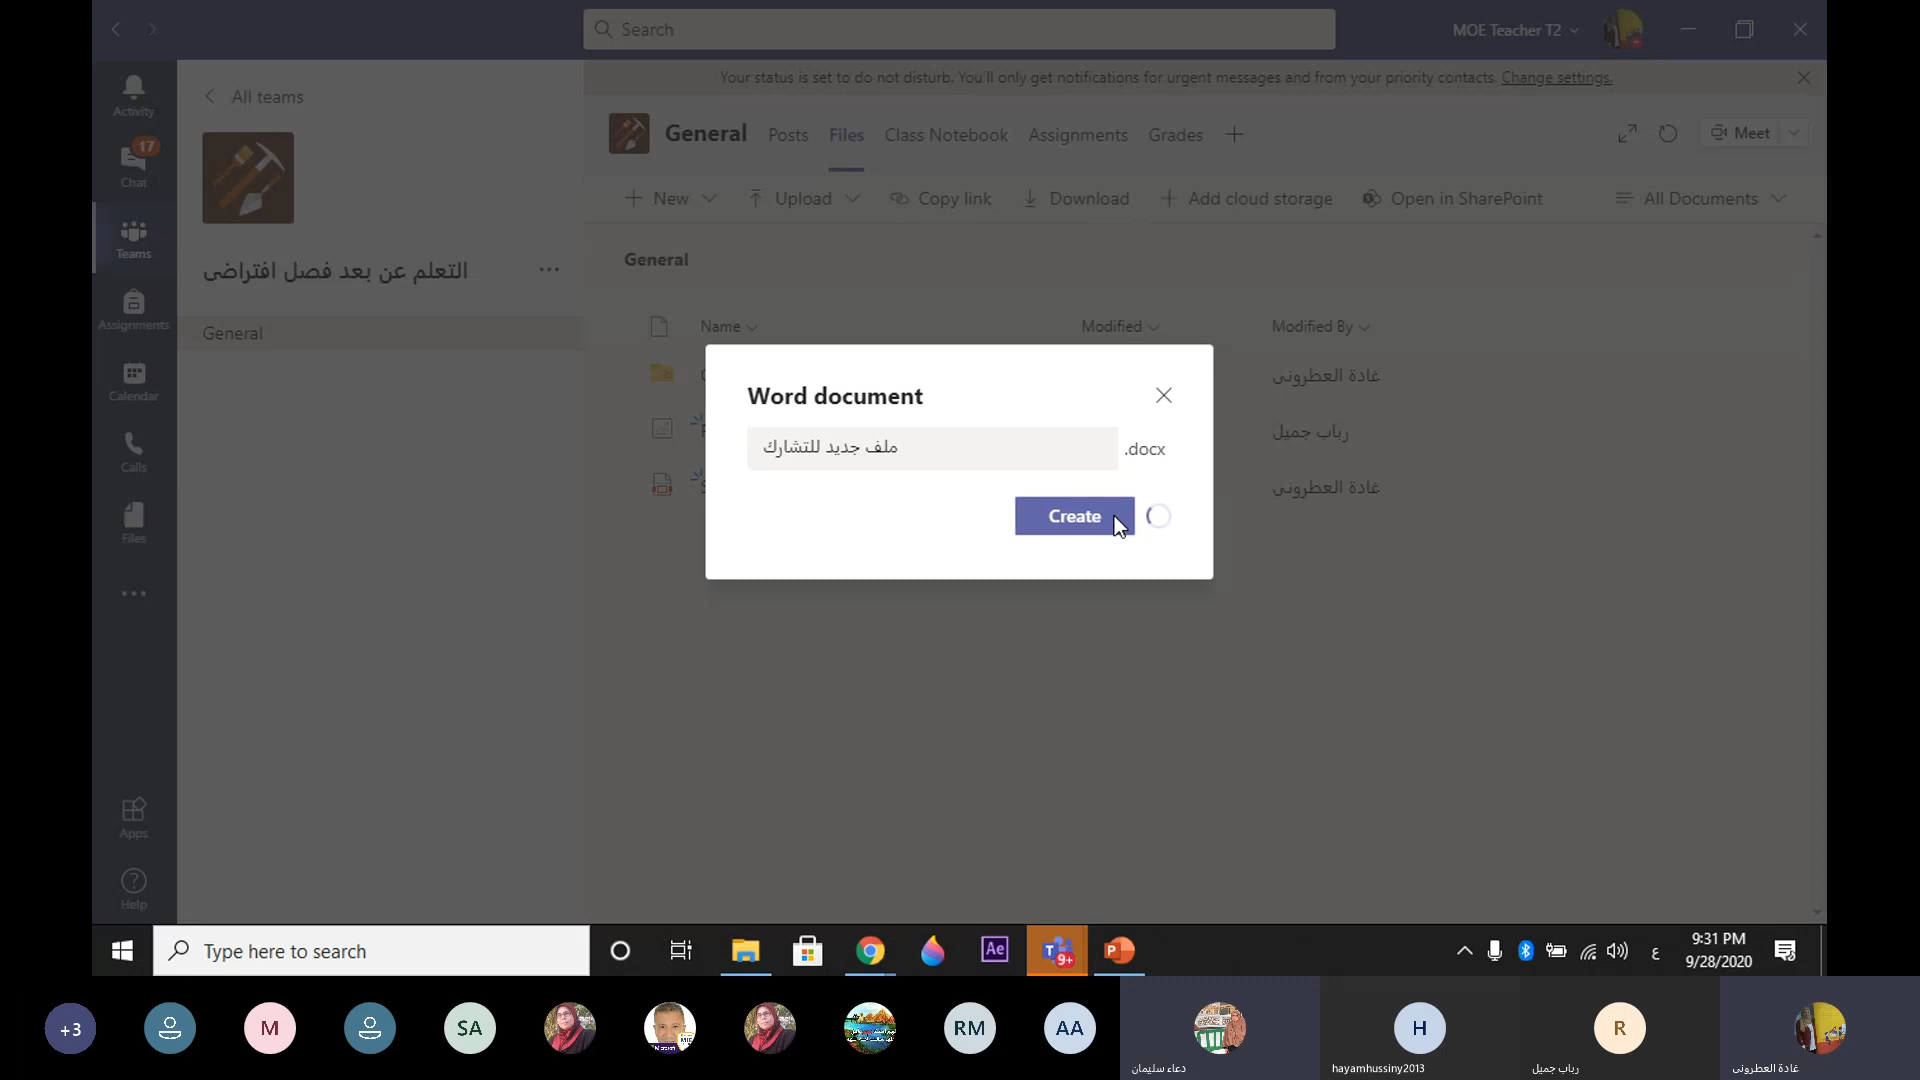 Search
MOE Teacher T2
Your status is set to do not disturb. You'll only get notifications for urgent messages and from your priority contacts. Change settings.
Activity
17
Chat
Teams
Assignments
Calendar
Calls
Files
Apps
Help
All teams
التعلم عن بعد فصل افتراضى
General
General
Posts
Files
Class Notebook
Assignments
Grades
Meet
New
Upload
Copy link
Download
Add cloud storage
Open in SharePoint
All Documents
General
Name
Modified
Modified By
غادة العطرونى
رباب جميل
غادة العطرونى
Word document
ملف جديد للتشارك
.docx
Create
Type here to search
Ae
9+
ع
9:31 PM
9/28/2020
+3
M
SA
RM
AA
دعاء سليمان
H
hayamhussiny2013
R
رباب جميل
غادة العطرونى